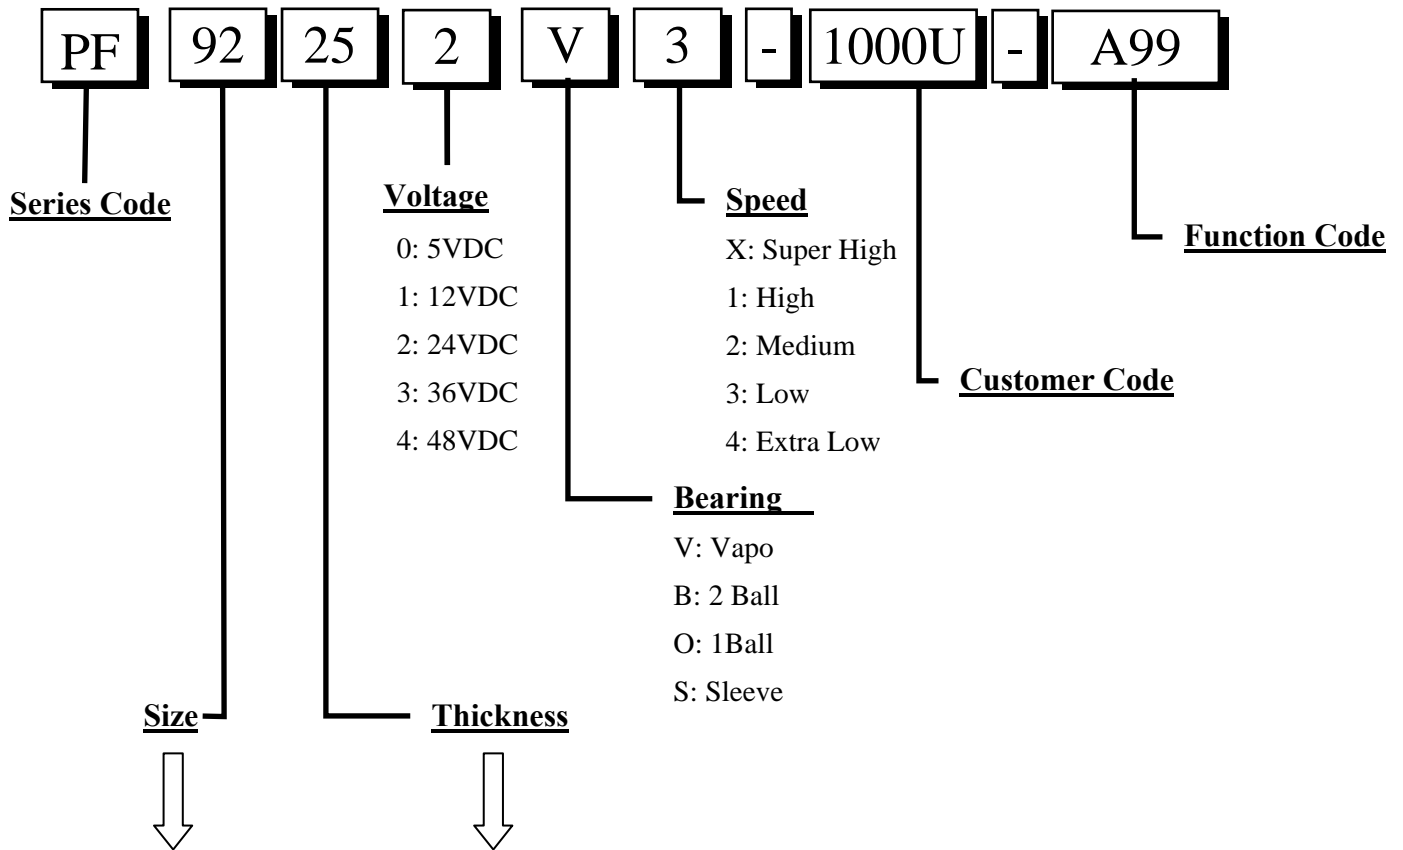 PF 92 25 2 V 3 - 1000U - A99
Series Code
Voltage
0: 5VDC
1: 12VDC
2: 24VDC
3: 36VDC
4: 48VDC
Speed
X: Super High
1: High
2: Medium
3: Low
4: Extra Low
Function Code
Customer Code
Bearing
V: Vapo
B: 2 Ball
O: 1Ball
S: Sleeve
Size
Thickness